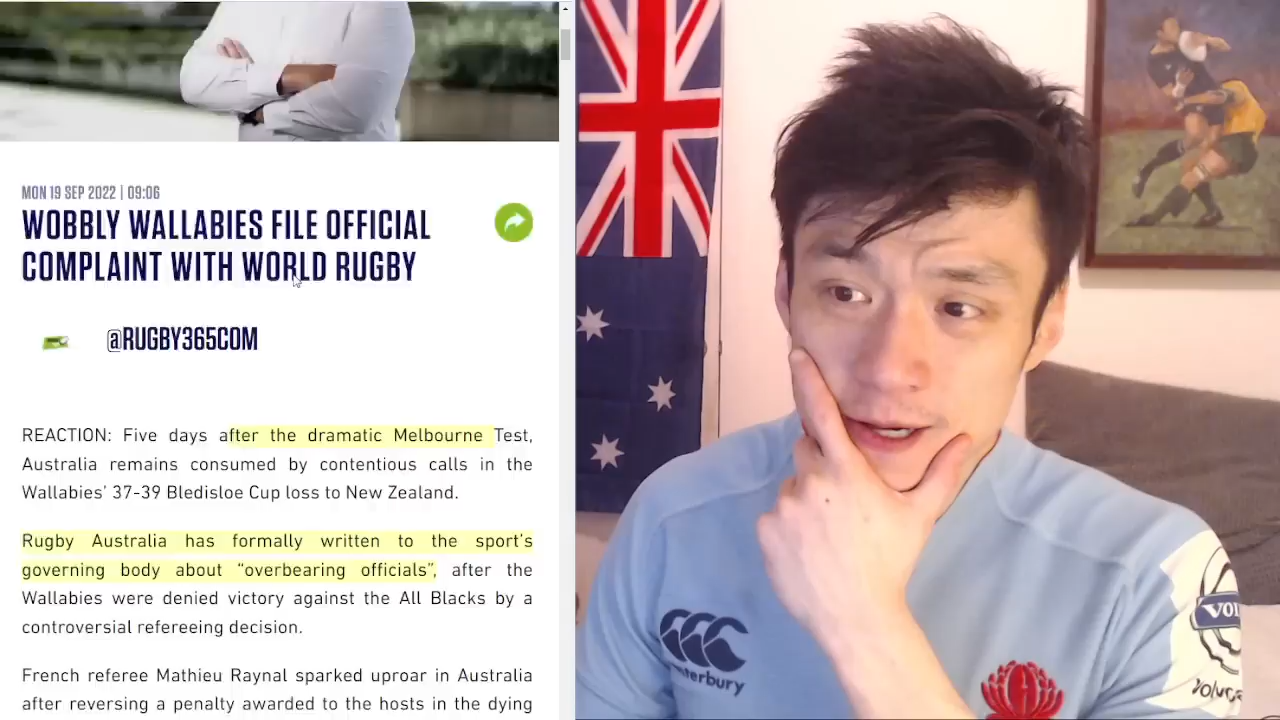 MON 19 SEP 2022 | 09:06
WOBBLY WALLABIES FILE OFFICIAL
COMPLAINT WITH WORLD RUGBY
@RUGBY365COM
REACTION: Five days after the dramatic Melbourne Test,
Australia remains consumed by contentious calls in the
Wallabies’ 37-39 Bledisloe Cup loss to New Zealand.
Rugby Australia has formally written to the sport’s
governing body about “overbearing officials”, after the
Wallabies were denied victory against the All Blacks by a
controversial refereeing decision.
French referee Mathieu Raynal sparked uproar in Australia
after reversing a penalty awarded to the hosts in the dying
canterbury
VOL